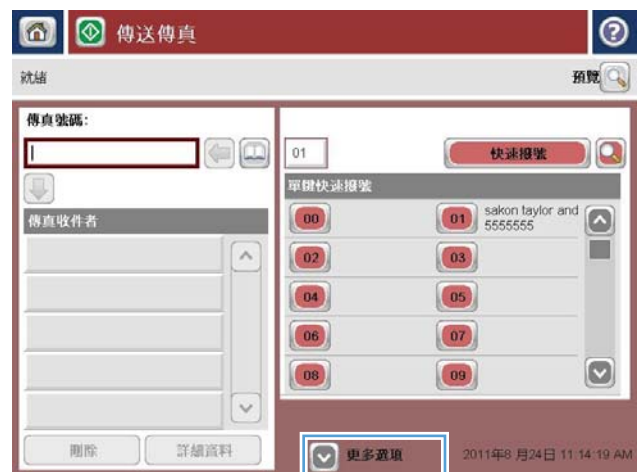 傳送傳真
就緒
預覽
傳真號碼:
傳真收件者
刪除
詳細資料
01
快速撥號
單鍵快速撥號
00
01
sakon taylor and
5555555
02
03
04
05
06
07
08
09
更多選項
2011年8 月24日 11:14:19 AM